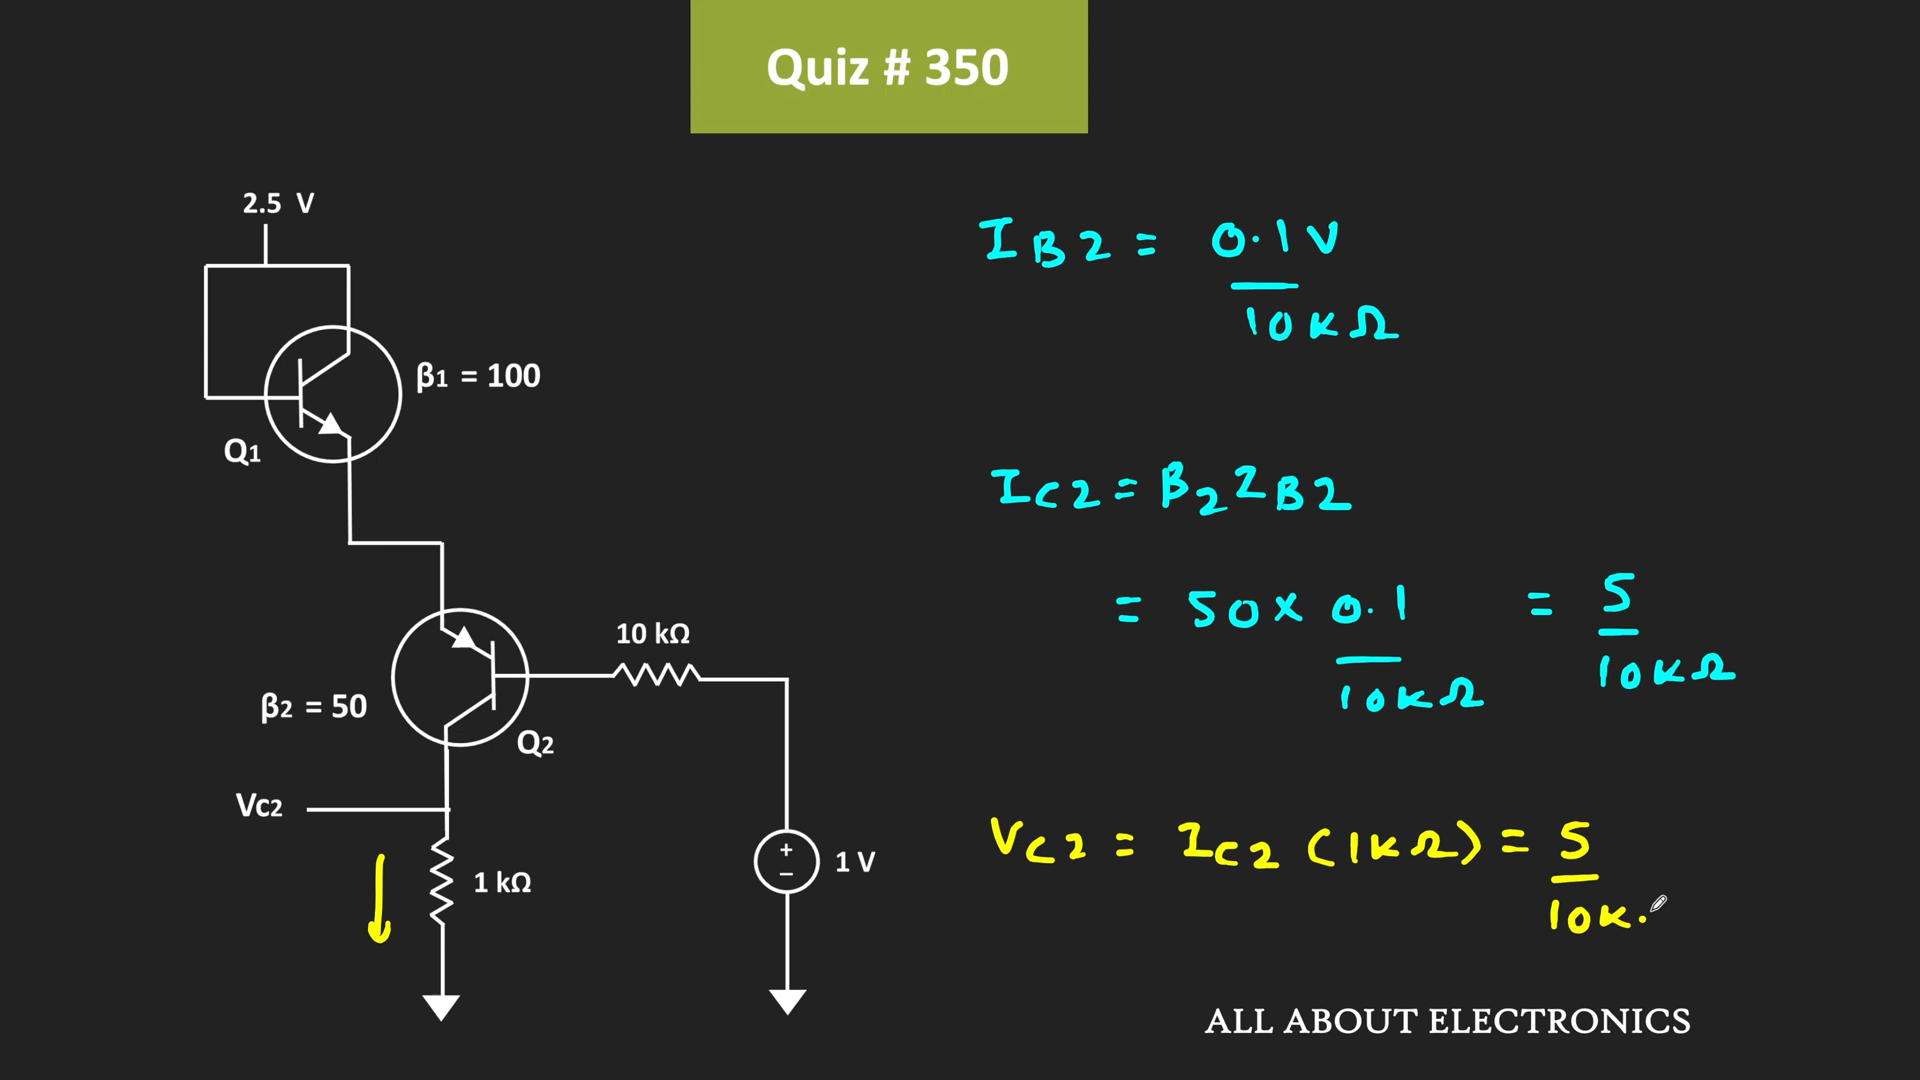 Quiz # 350
2.5 V
β1 = 100
Q1
10 kΩ
β2 = 50
Q2
Vc2
1 kΩ
+
–
1 V
IB2 = 0.1V
10kΩ
IC2 = β2 IB2
= 50 x 0.1 = 5
10kΩ 10kΩ
VC2 = IC2 (1kΩ) = 5
10k.
ALL ABOUT ELECTRONICS